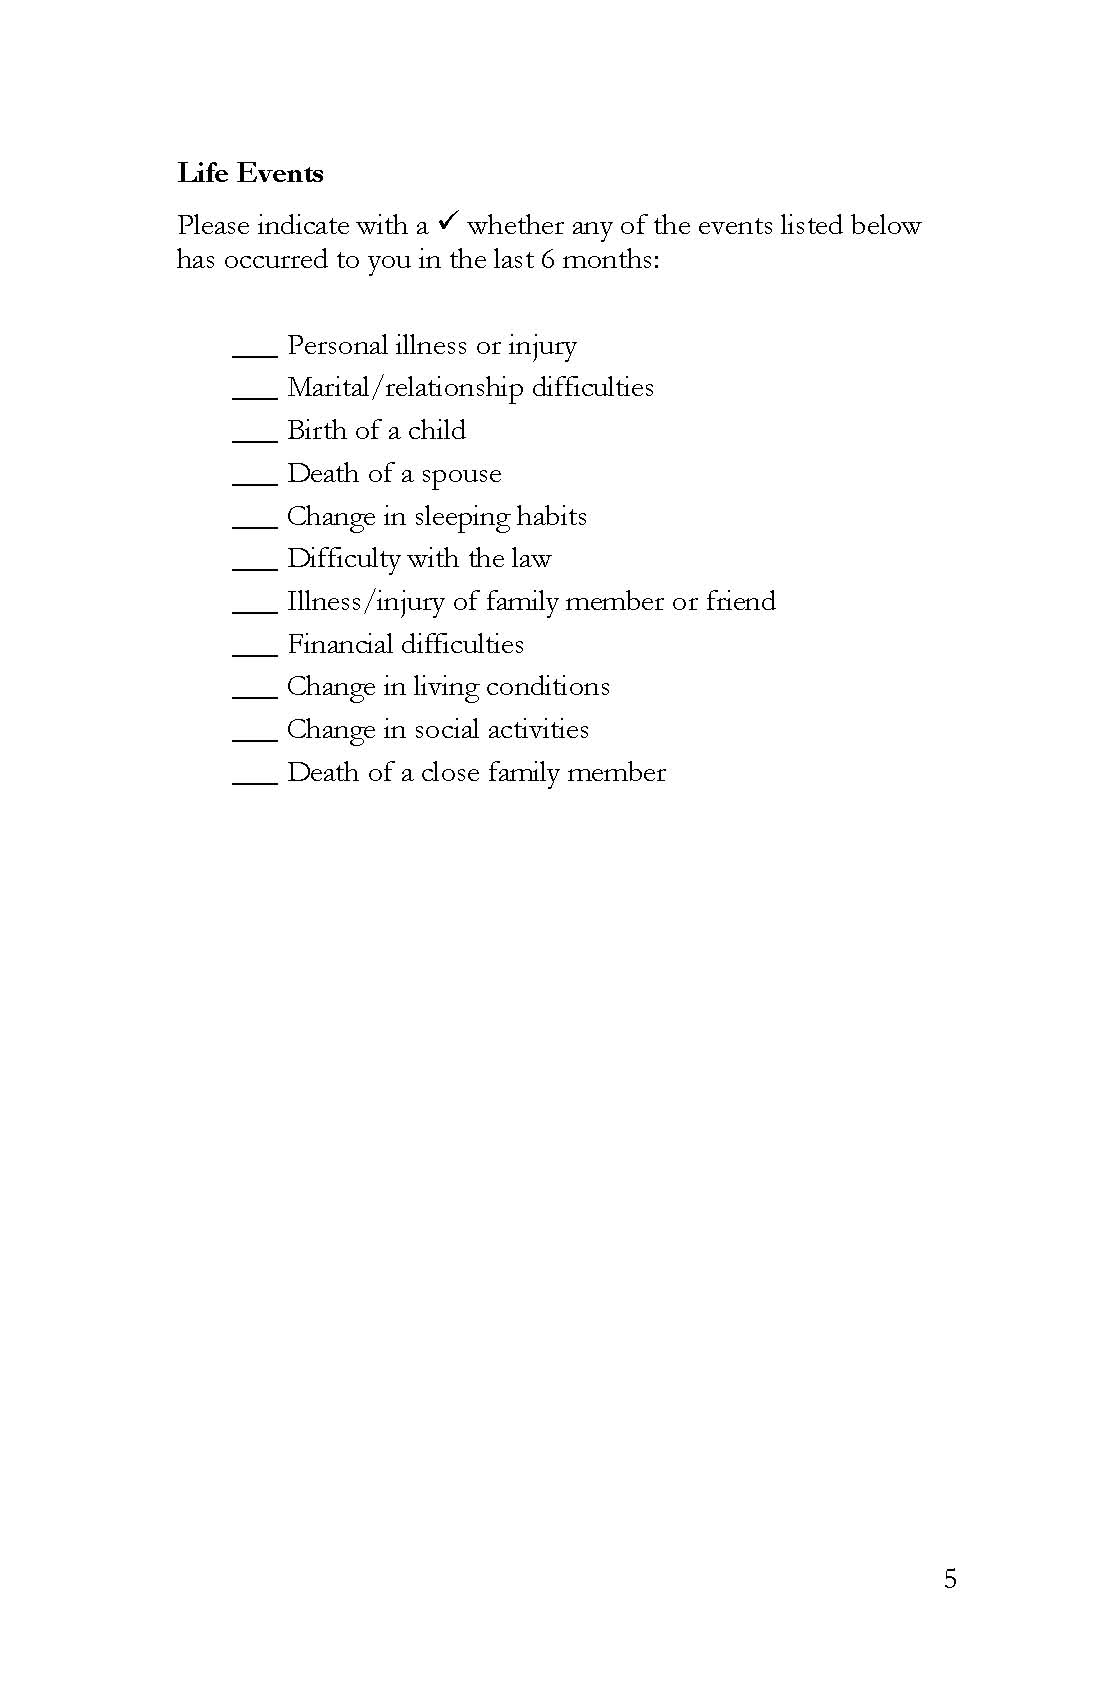 Life Events
Please indicate with a ✓ whether any of the events listed below
has occurred to you in the last 6 months:
___ Personal illness or injury
___ Marital/relationship difficulties
___ Birth of a child
___ Death of a spouse
___ Change in sleeping habits
___ Difficulty with the law
___ Illness/injury of family member or friend
___ Financial difficulties
___ Change in living conditions
___ Change in social activities
___ Death of a close family member
5